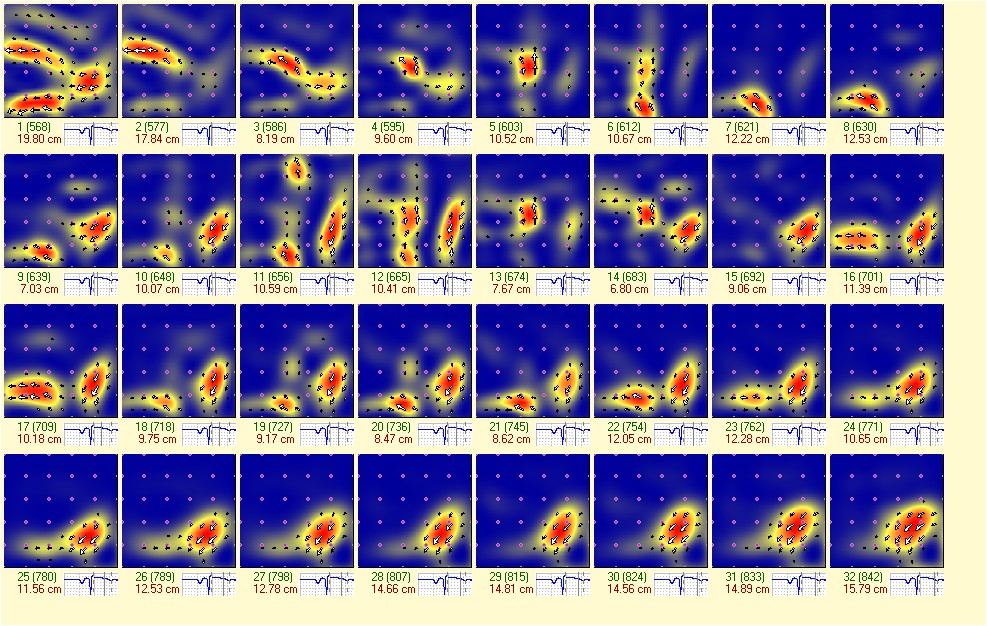 1 (568) 2 (577) 3 (586) 4 (595) 5 (603) 6 (612) 7 (621) 8 (630)
19.80 cm 17.84 cm 8.19 cm 9.60 cm 10.52 cm 10.67 cm 12.22 cm 12.53 cm
9 (639) 10 (648) 11 (656) 12 (665) 13 (674) 14 (683) 15 (692) 16 (701)
7.03 cm 10.07 cm 10.59 cm 10.41 cm 7.67 cm 6.80 cm 9.06 cm 11.39 cm
17 (709) 18 (718) 19 (727) 20 (736) 21 (745) 22 (754) 23 (762) 24 (771)
10.18 cm 9.75 cm 9.17 cm 8.47 cm 8.62 cm 12.05 cm 12.28 cm 10.65 cm
25 (780) 26 (789) 27 (798) 28 (807) 29 (815) 30 (824) 31 (833) 32 (842)
11.56 cm 12.53 cm 12.78 cm 14.66 cm 14.81 cm 14.56 cm 14.89 cm 15.79 cm